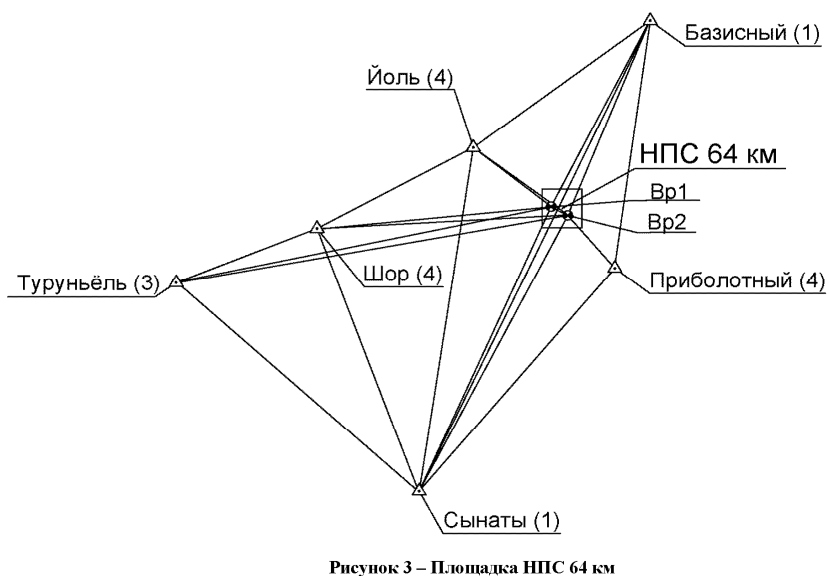 Базисный (1)
Йоль (4)
НПС 64 км
Вр1
Вр2
Шор (4)
Туруньёль (3)
Приболотный (4)
Сынаты (1)
Рисунок 3 – Площадка НПС 64 км